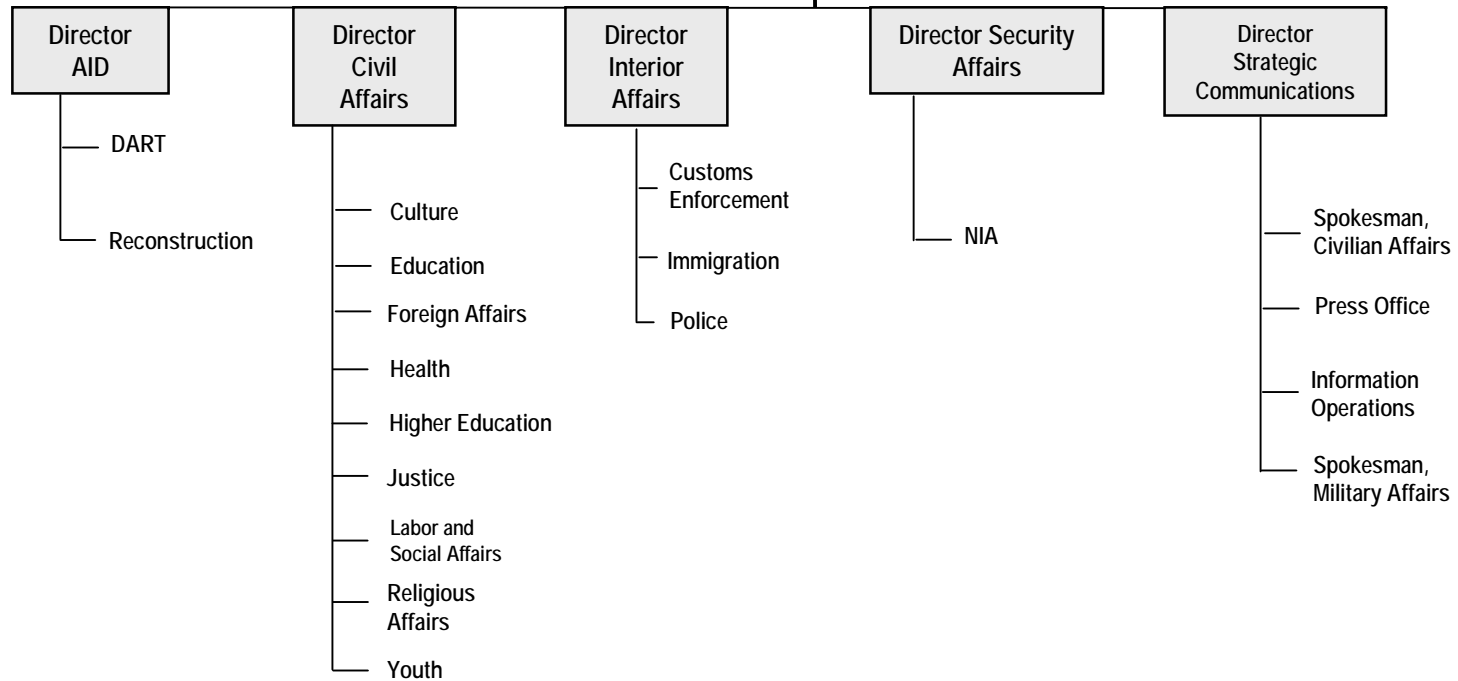 Director
AID
DART
Reconstruction
Director
Civil
Affairs
Culture
Education
Foreign Affairs
Health
Higher Education
Justice
Labor and
Social Affairs
Religious
Affairs
Youth
Director
Interior
Affairs
Customs
Enforcement
Immigration
Police
Director Security
Affairs
NIA
Director
Strategic
Communications
Spokesman,
Civilian Affairs
Press Office
Information
Operations
Spokesman,
Military Affairs